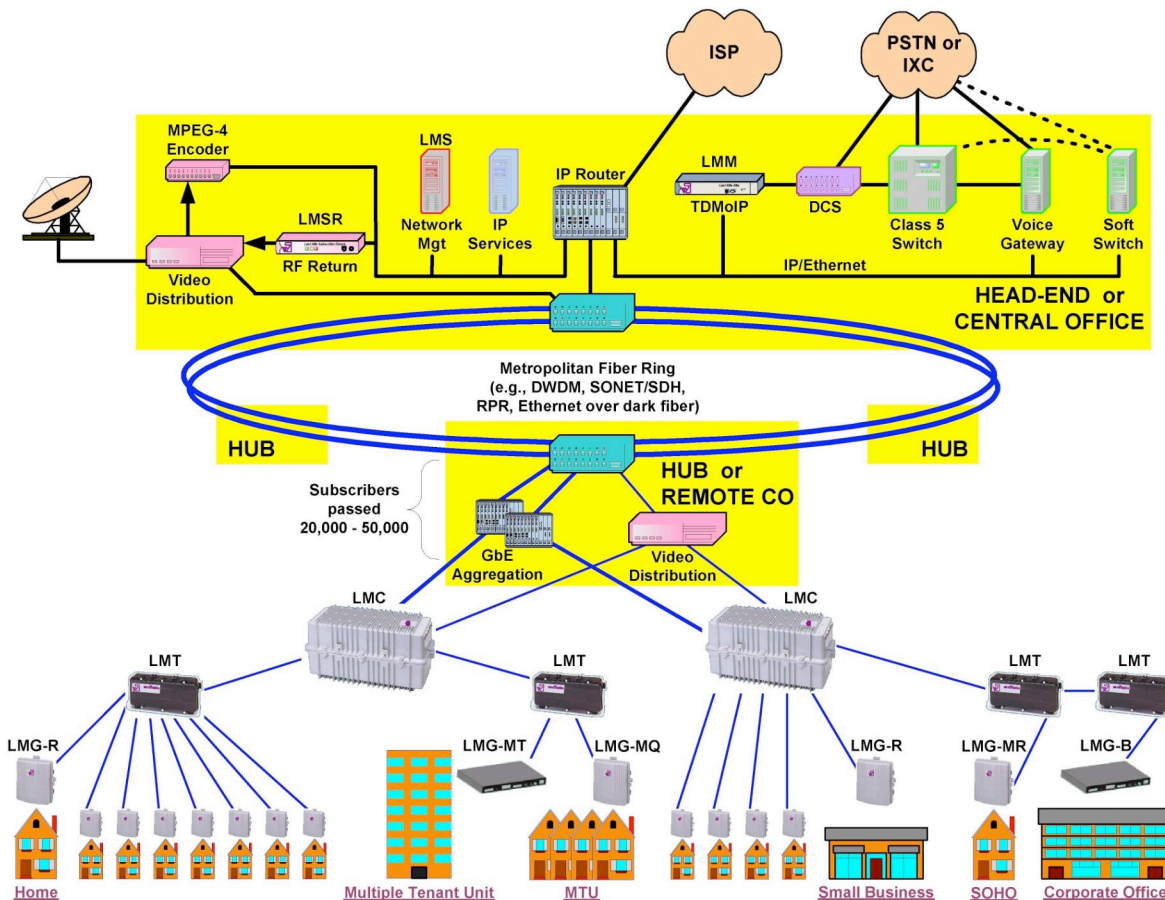 ISP
PSTN or
IXC
MPEG-4
Encoder
LMS
Network
Mgt
IP
Services
IP Router
LMM
TDMoIP
DCS
Class 5
Switch
Voice
Gateway
Soft
Switch
LMSR
RF Return
Video
Distribution
IP/Ethernet
HEAD-END or
CENTRAL OFFICE
Metropolitan Fiber Ring
(e.g., DWDM, SONET/SDH,
RPR, Ethernet over dark fiber)
HUB
HUB
HUB or
REMOTE CO
Subscribers
passed
20,000 - 50,000
GbE
Aggregation
Video
Distribution
LMC
LMC
LMT
LMT
LMT
LMT
LMG-R
LMG-MT
LMG-MQ
LMG-R
LMG-MR
LMG-B
Home
Multiple Tenant Unit
MTU
Small Business
SOHO
Corporate Office